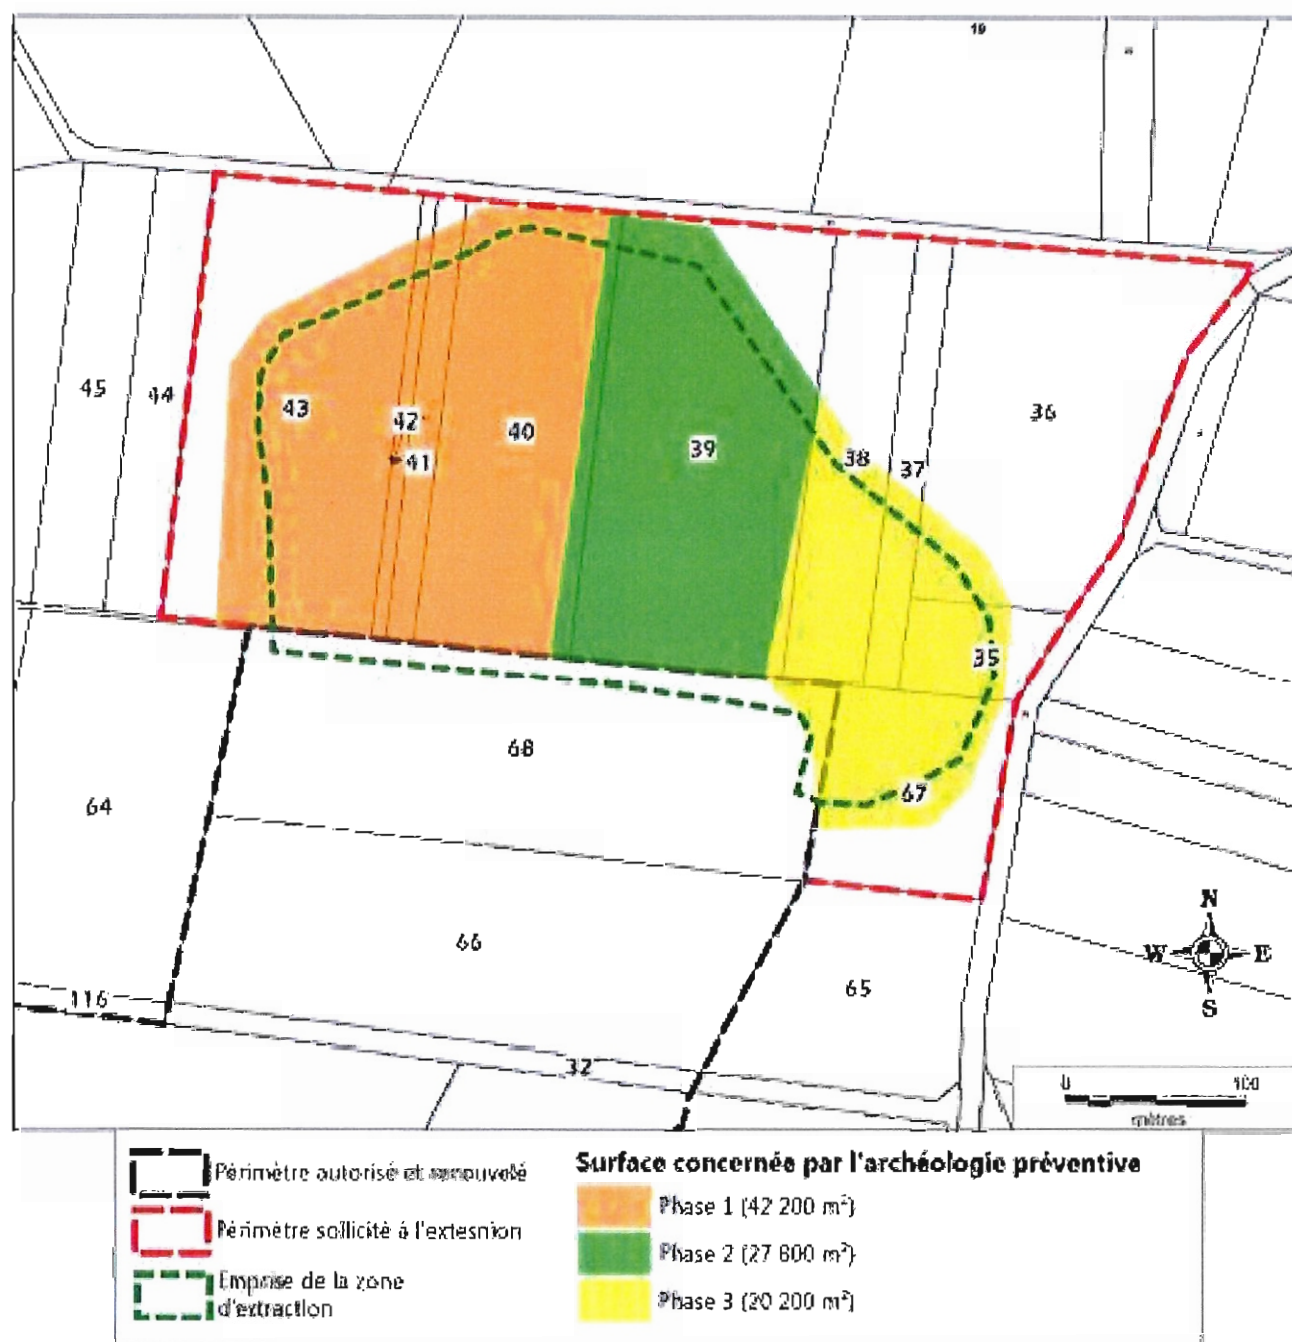 19
45
44
43
42
41
40
39
38
37
36
35
68
67
64
66
65
116
32
N
W E
S
0 100
mètres
Périmètre autorisé et renouvelé
Périmètre sollicité à l'extesnion
Emprise de la zone
d'extraction
Surface concernée par l'archéologie préventive
Phase 1 (42 200 m²)
Phase 2 (27 800 m²)
Phase 3 (20 200 m²)